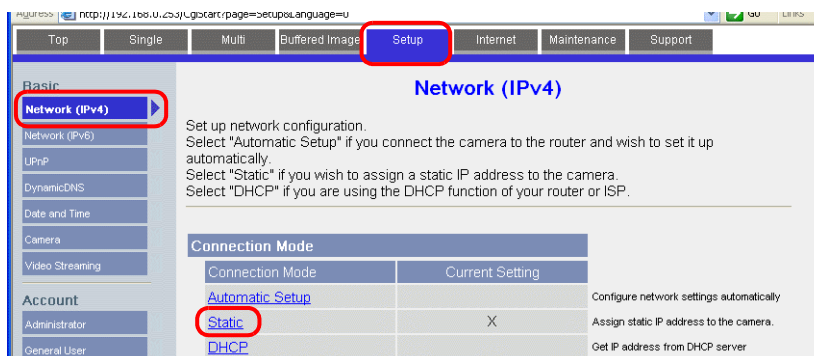 Address http://192.168.0.253/CgiStart?page=Setup&Language=0 Go Links
Top Single Multi Buffered Image Setup Internet Maintenance Support
Basic
Network (IPv4)
Network (IPv6)
UPnP
DynamicDNS
Date and Time
Camera
Video Streaming
Account
Administrator
General User
Network (IPv4)
Set up network configuration.
Select "Automatic Setup" if you connect the camera to the router and wish to set it up
automatically.
Select "Static" if you wish to assign a static IP address to the camera.
Select "DHCP" if you are using the DHCP function of your router or ISP.
Connection Mode
Connection Mode Current Setting
Automatic Setup Configure network settings automatically
Static X Assign static IP address to the camera.
DHCP Get IP address from DHCP server